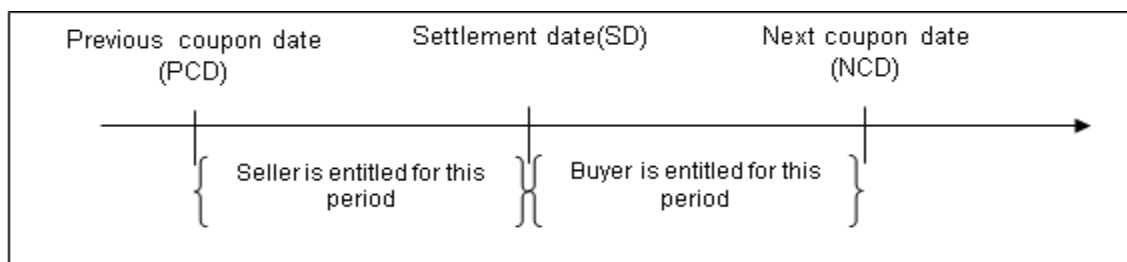 Previous coupon date
(PCD)
Settlement date(SD)
Next coupon date
(NCD)
Seller is entitled for this
period
Buyer is entitled for this
period